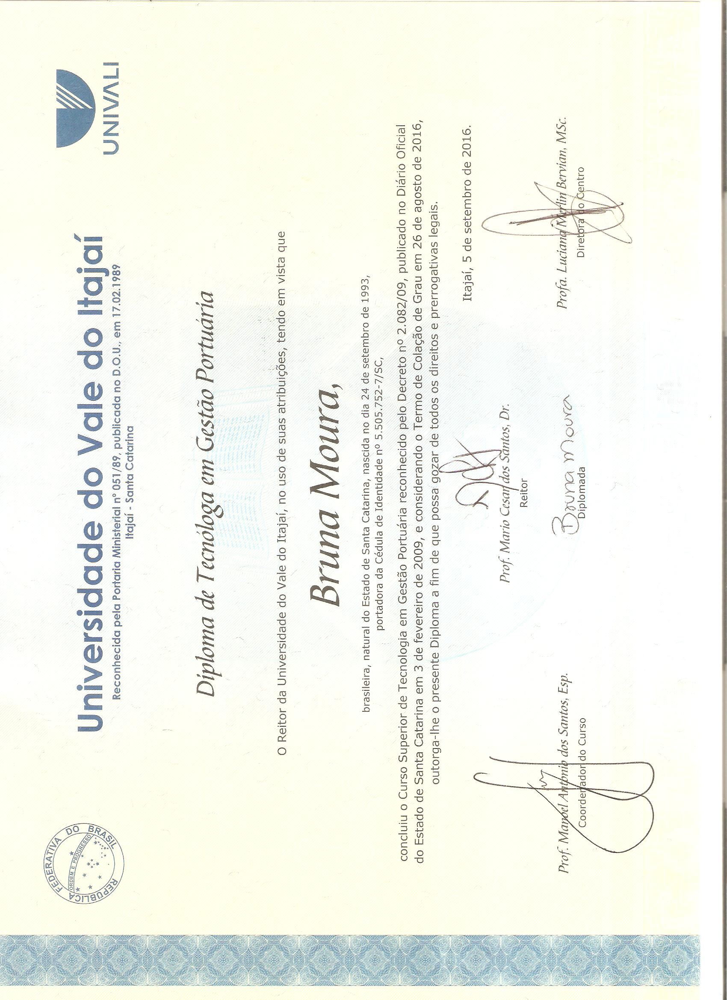 REPÚBLICA FEDERATIVA DO BRASIL
ORDEM E PROGRESSO
Universidade do Vale do Itajaí
Reconhecida pela Portaria Ministerial nº 051/89, publicada no D.O.U., em 17.02.1989
Itajaí - Santa Catarina
UNIVALI
Diploma de Tecnóloga em Gestão Portuária
O Reitor da Universidade do Vale do Itajaí, no uso de suas atribuições, tendo em vista que
Bruna Moura,
brasileira, natural do Estado de Santa Catarina, nascida no dia 24 de setembro de 1993,
portadora da Cédula de Identidade nº 5.505.752-7/SC,
concluiu o Curso Superior de Tecnologia em Gestão Portuária reconhecido pelo Decreto nº 2.082/09, publicado no Diário Oficial
do Estado de Santa Catarina em 3 de fevereiro de 2009, e considerando o Termo de Colação de Grau em 26 de agosto de 2016,
outorga-lhe o presente Diploma a fim de que possa gozar de todos os direitos e prerrogativas legais.
Itajaí, 5 de setembro de 2016.
Prof. Mario Cesar dos Santos, Dr.
Reitor
Prof. Manoel Antônio dos Santos, Esp.
Coordenador do Curso
Bruna Moura
Diplomada
Profa. Luciana Merlin Bervian, MSc.
Diretora do Centro